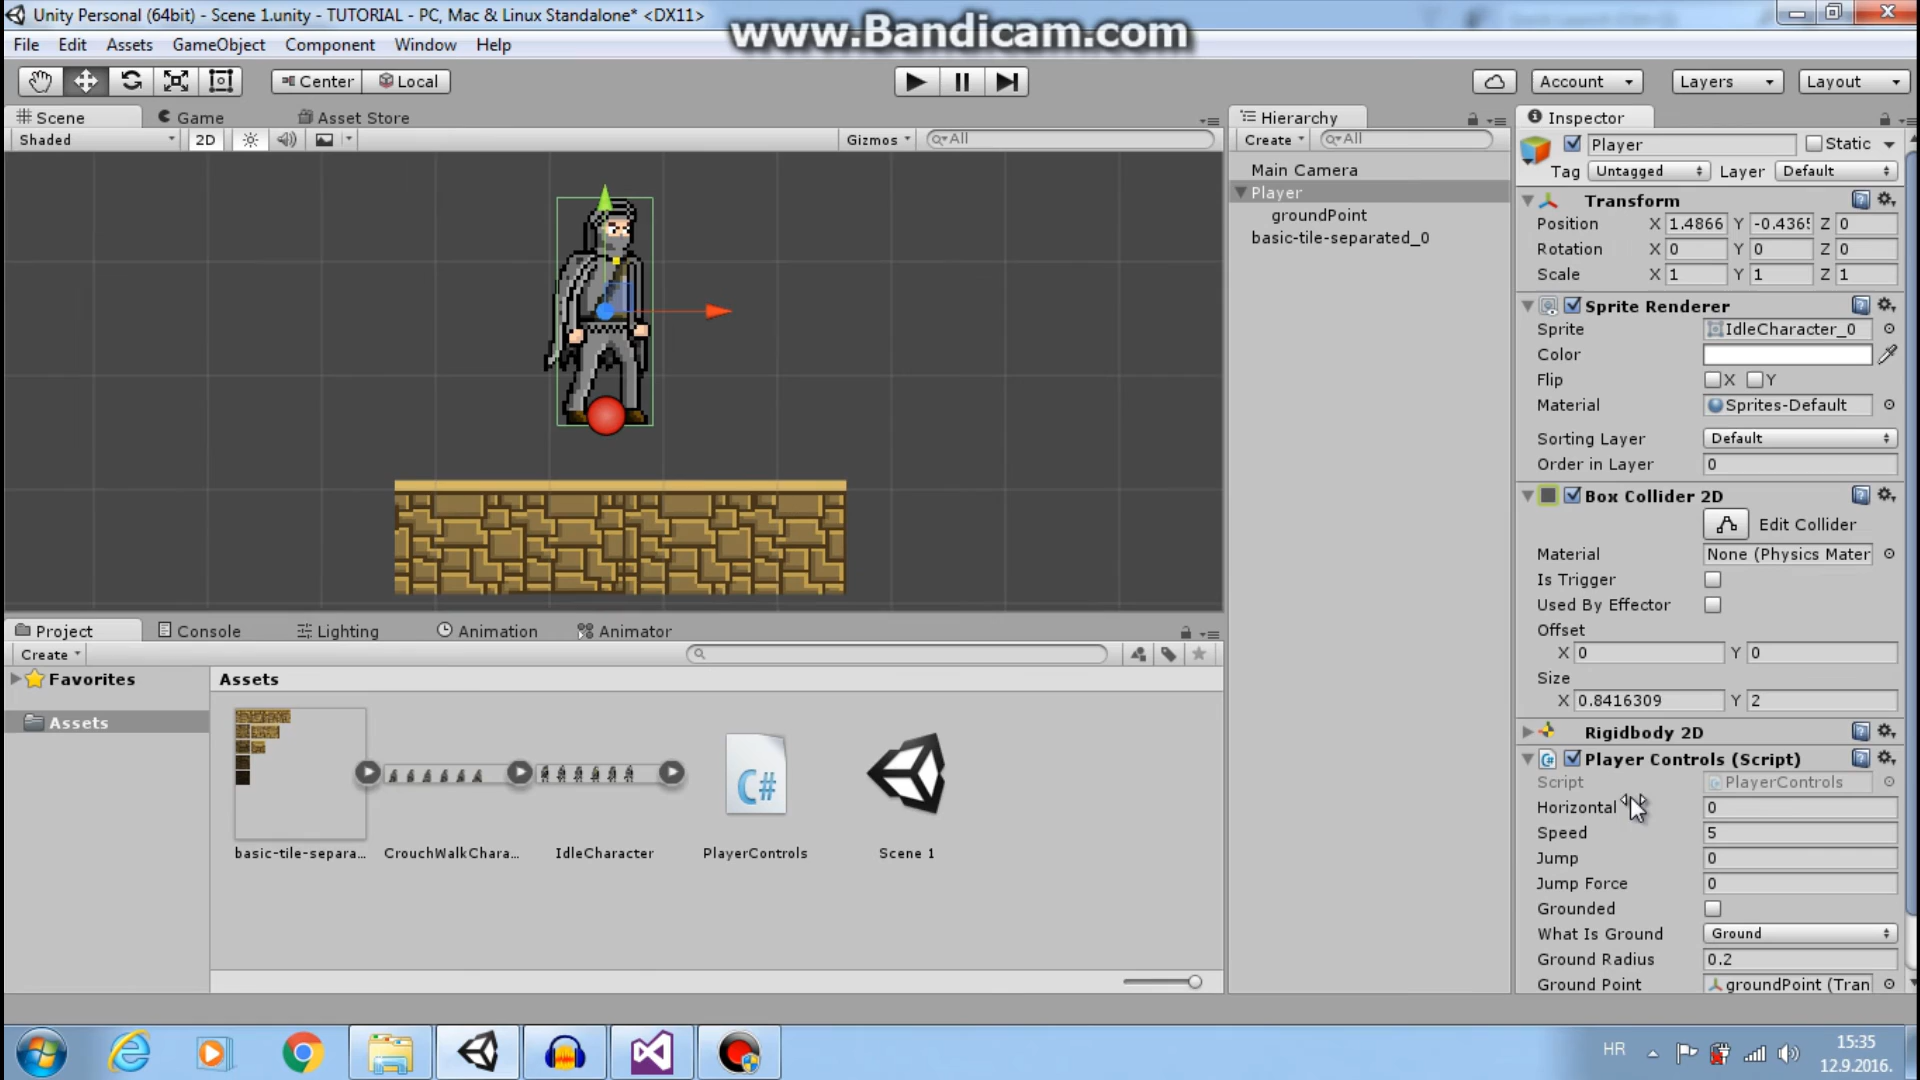 Unity Personal (64bit) - Scene 1.unity - TUTORIAL - PC, Mac & Linux Standalone* <DX11>
www.Bandicam.com
File Edit Assets GameObject Component Window Help
Center Local
Account Layers Layout
Scene Game Asset Store
Shaded 2D Gizmos All
Hierarchy
Create All
Main Camera
Player
groundPoint
basic-tile-separated_0
Inspector
Player Static
Tag Untagged Layer Default
Transform
Position X 1.4866 Y -0.436 Z 0
Rotation X 0 Y 0 Z 0
Scale X 1 Y 1 Z 1
Sprite Renderer
Sprite IdleCharacter_0
Color
Flip X Y
Material Sprites-Default
Sorting Layer Default
Order in Layer 0
Box Collider 2D
Edit Collider
Material None (Physics Mater
Is Trigger
Used By Effector
Offset
X 0 Y 0
Size
X 0.8416309 Y 2
Rigidbody 2D
Player Controls (Script)
Script PlayerControls
Horizontal 0
Speed 5
Jump 0
Jump Force 0
Grounded
What Is Ground Ground
Ground Radius 0.2
Ground Point groundPoint (Tran
Project Console Lighting Animation Animator
Create
Favorites
Assets
Assets
C#
basic-tile-separa... CrouchWalkChara... IdleCharacter PlayerControls Scene 1
HR
15:35
12.9.2016.